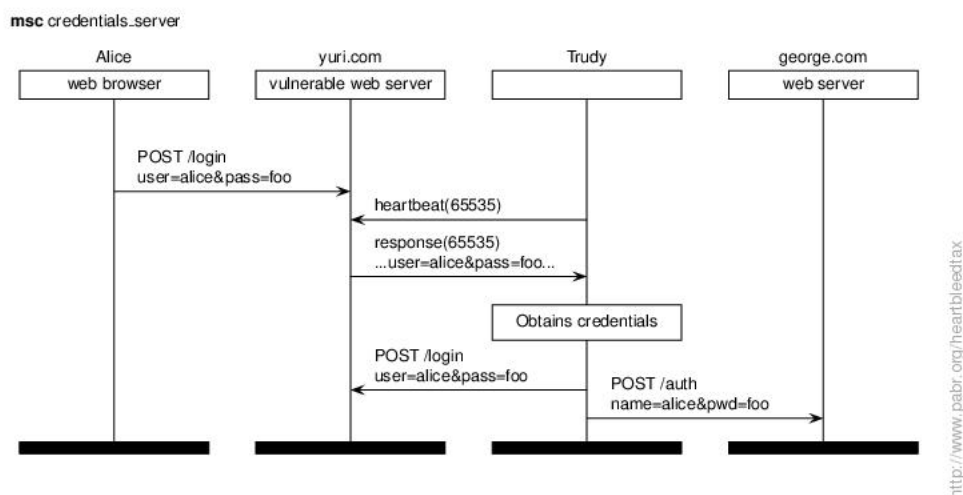 msc credentials_server
Alice
yuri.com
Trudy
george.com
web browser
vulnerable web server
web server
POST /login
user=alice&pass=foo
heartbeat(65535)
response(65535)
...user=alice&pass=foo...
Obtains credentials
POST /login
user=alice&pass=foo
POST /auth
name=alice&pwd=foo
http://www.pabr.org/heartbleedtax